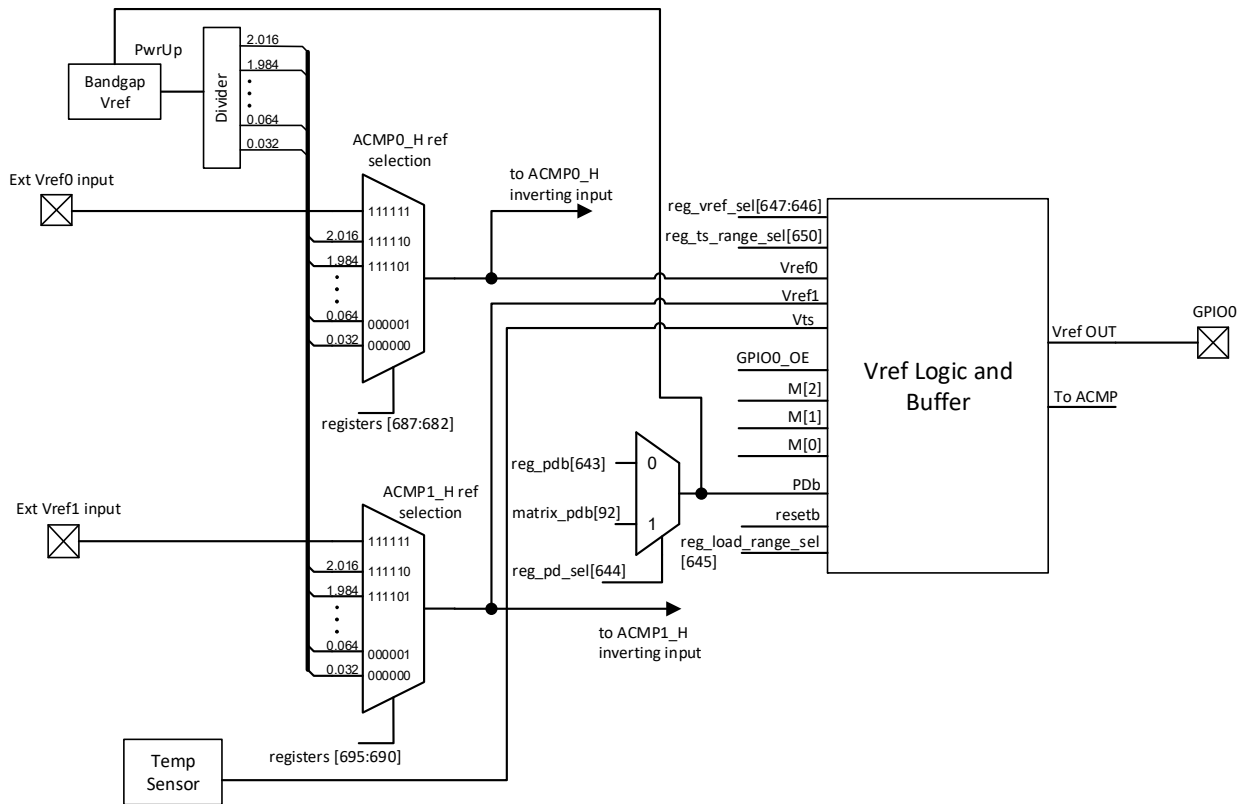 PwrUp
Bandgap
Vref
Divider
2.016
1.984
0.064
0.032
Ext Vref0 input
ACMP0_H ref
selection
111111
2.016
111110
1.984
111101
0.064
000001
0.032
000000
registers [687:682]
to ACMP0_H
inverting input
Ext Vref1 input
ACMP1_H ref
selection
111111
2.016
111110
1.984
111101
0.064
000001
0.032
000000
registers [695:690]
to ACMP1_H
inverting input
Temp
Sensor
reg_pdb[643]
0
matrix_pdb[92]
1
reg_pd_sel[644]
reg_vref_sel[647:646]
reg_ts_range_sel[650]
Vref0
Vref1
Vts
GPIO0_OE
M[2]
M[1]
M[0]
PDb
resetb
reg_load_range_sel
[645]
Vref Logic and
Buffer
Vref OUT
To ACMP
GPIO0